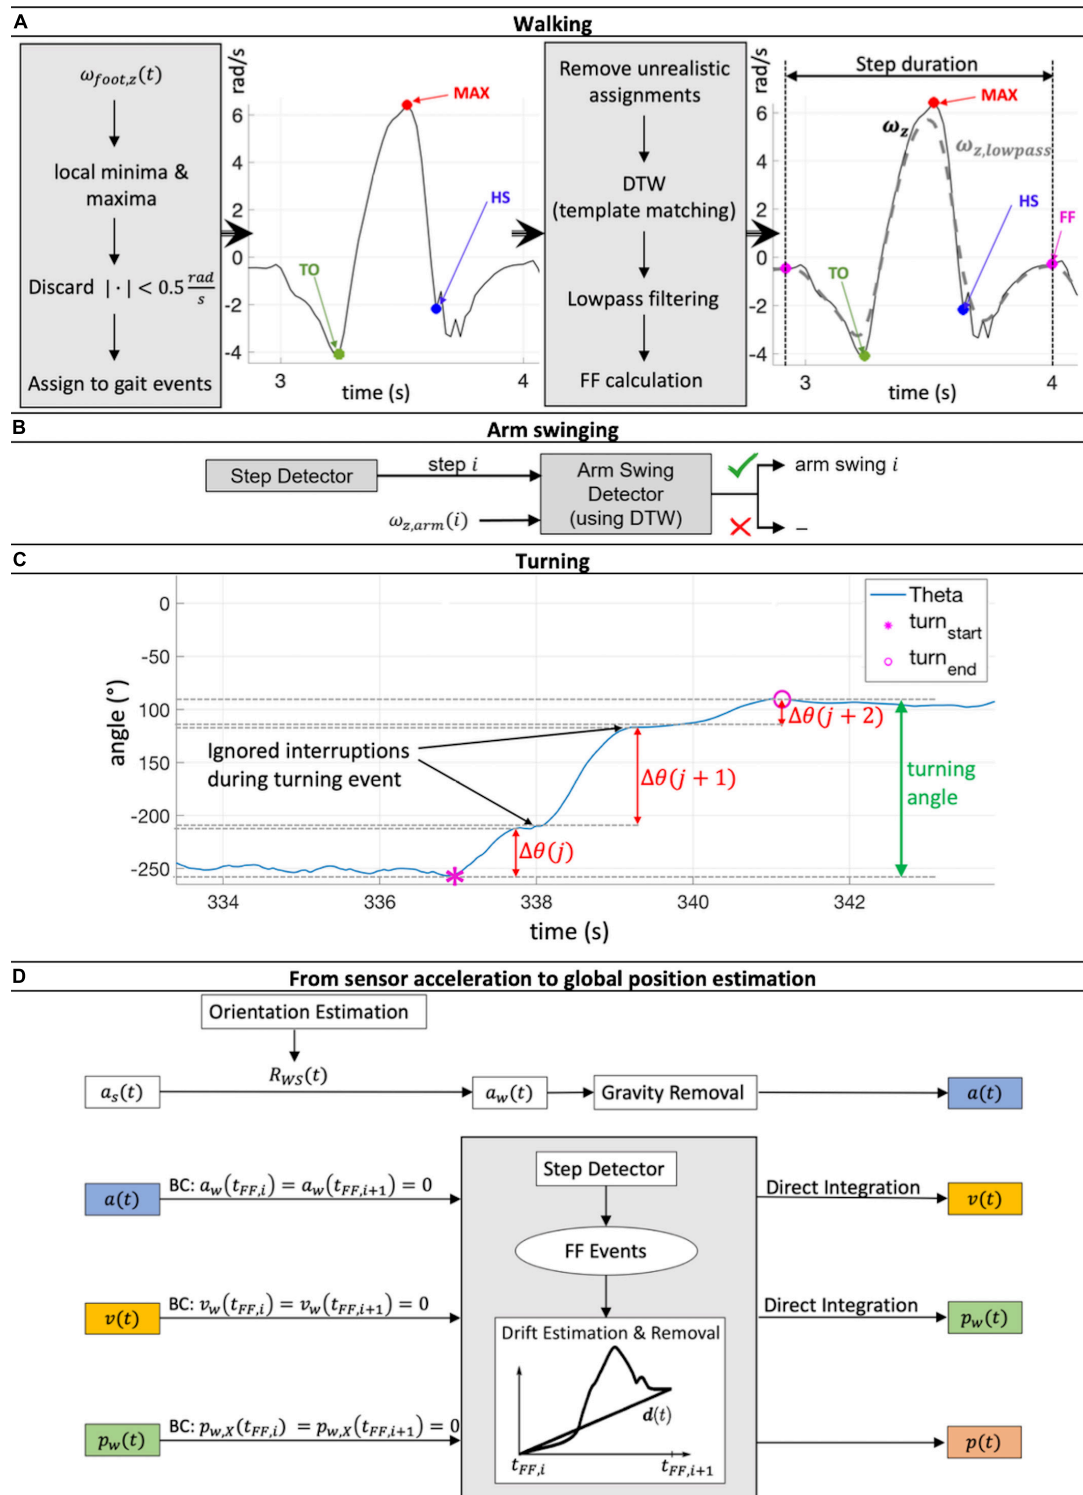 A
Walking
ω_foot,z(t)
local minima &
maxima
Discard |·| < 0.5 rad/s
Assign to gait events
rad/s
6
4
2
0
-2
-4
MAX
HS
TO
3
4
time (s)
Remove unrealistic
assignments
DTW
(template matching)
Lowpass filtering
FF calculation
rad/s
Step duration
6
4
2
0
-2
-4
MAX
ω_z
ω_z,lowpass
HS
FF
TO
3
4
time (s)
B
Arm swinging
Step Detector
step i
ω_z,arm(i)
Arm Swing
Detector
(using DTW)
arm swing i
–
C
Turning
angle (°)
0
-50
100
150
-200
-250
Theta
turn_start
turn_end
Ignored interruptions
during turning event
Δθ(j)
Δθ(j + 1)
Δθ(j + 2)
turning
angle
334
336
338
340
342
time (s)
D
From sensor acceleration to global position estimation
Orientation Estimation
R_WS(t)
a_s(t)
a_w(t)
Gravity Removal
a(t)
a(t)
BC: a_w(t_FF,i) = a_w(t_FF,i+1) = 0
Step Detector
Direct Integration
v(t)
FF Events
v(t)
BC: v_w(t_FF,i) = v_w(t_FF,i+1) = 0
Direct Integration
p_w(t)
Drift Estimation & Removal
d(t)
t_FF,i
t_FF,i+1
p_w(t)
BC: p_w,X(t_FF,i) = p_w,X(t_FF,i+1) = 0
p(t)